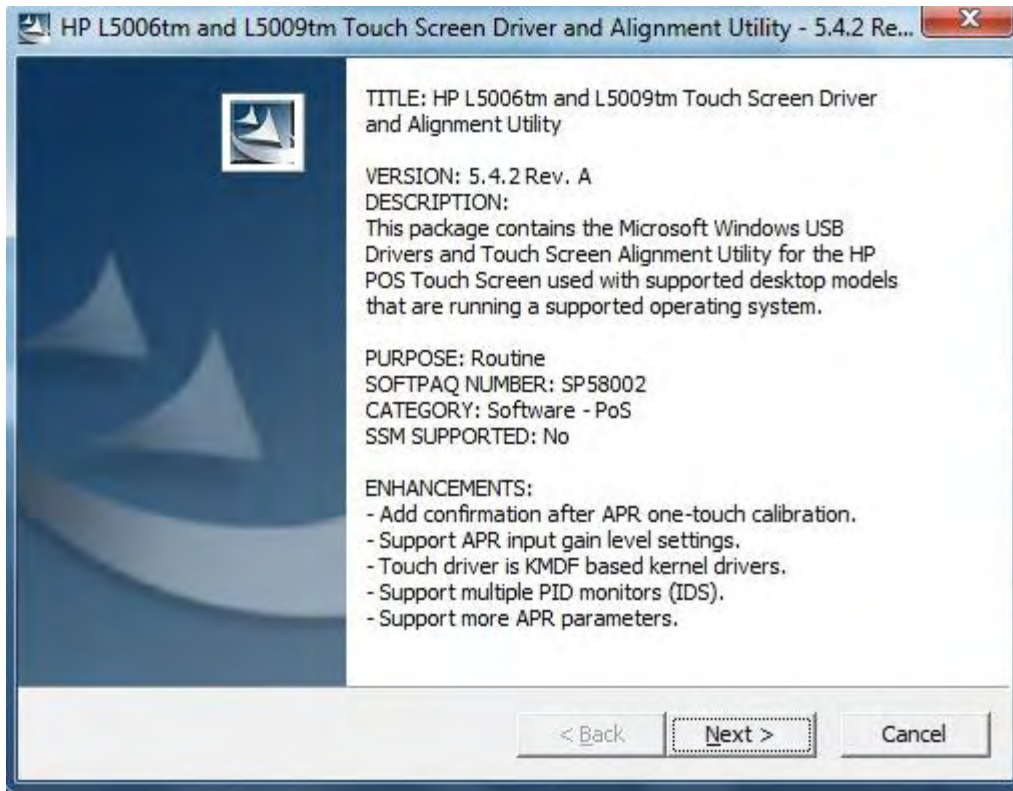 HP L5006tm and L5009tm Touch Screen Driver and Alignment Utility - 5.4.2 Re...
TITLE: HP L5006tm and L5009tm Touch Screen Driver
and Alignment Utility
VERSION: 5.4.2 Rev. A
DESCRIPTION:
This package contains the Microsoft Windows USB
Drivers and Touch Screen Alignment Utility for the HP
POS Touch Screen used with supported desktop models
that are running a supported operating system.
PURPOSE: Routine
SOFTPAQ NUMBER: SP58002
CATEGORY: Software - PoS
SSM SUPPORTED: No
ENHANCEMENTS:
- Add confirmation after APR one-touch calibration.
- Support APR input gain level settings.
- Touch driver is KMDF based kernel drivers.
- Support multiple PID monitors (IDS).
- Support more APR parameters.
< Back Next > Cancel